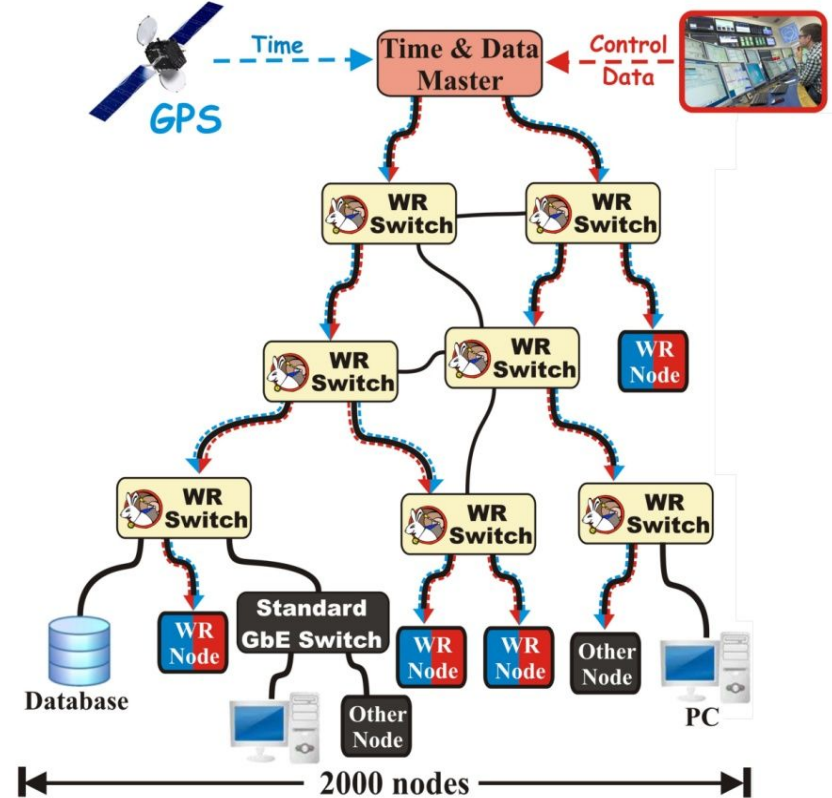 Time
Time & Data
Master
Control
Data
GPS
WR
Switch
WR
Switch
WR
Switch
WR
Switch
WR
Node
WR
Switch
WR
Switch
WR
Switch
Standard
GbE Switch
WR
Node
WR
Node
WR
Node
Other
Node
Database
Other
Node
PC
2000 nodes